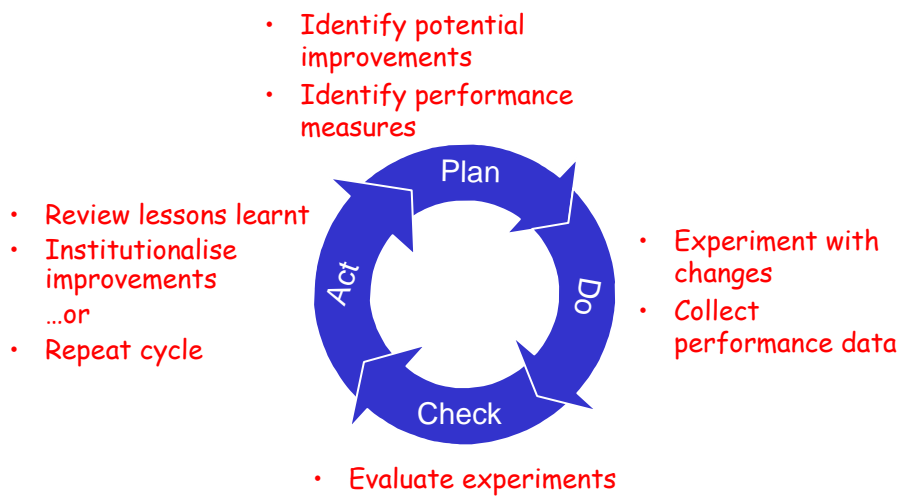 • Identify potential
improvements
• Identify performance
measures
Plan
• Review lessons learnt
• Institutionalise
improvements
…or
• Repeat cycle
Act
Do
• Experiment with
changes
• Collect
performance data
Check
• Evaluate experiments